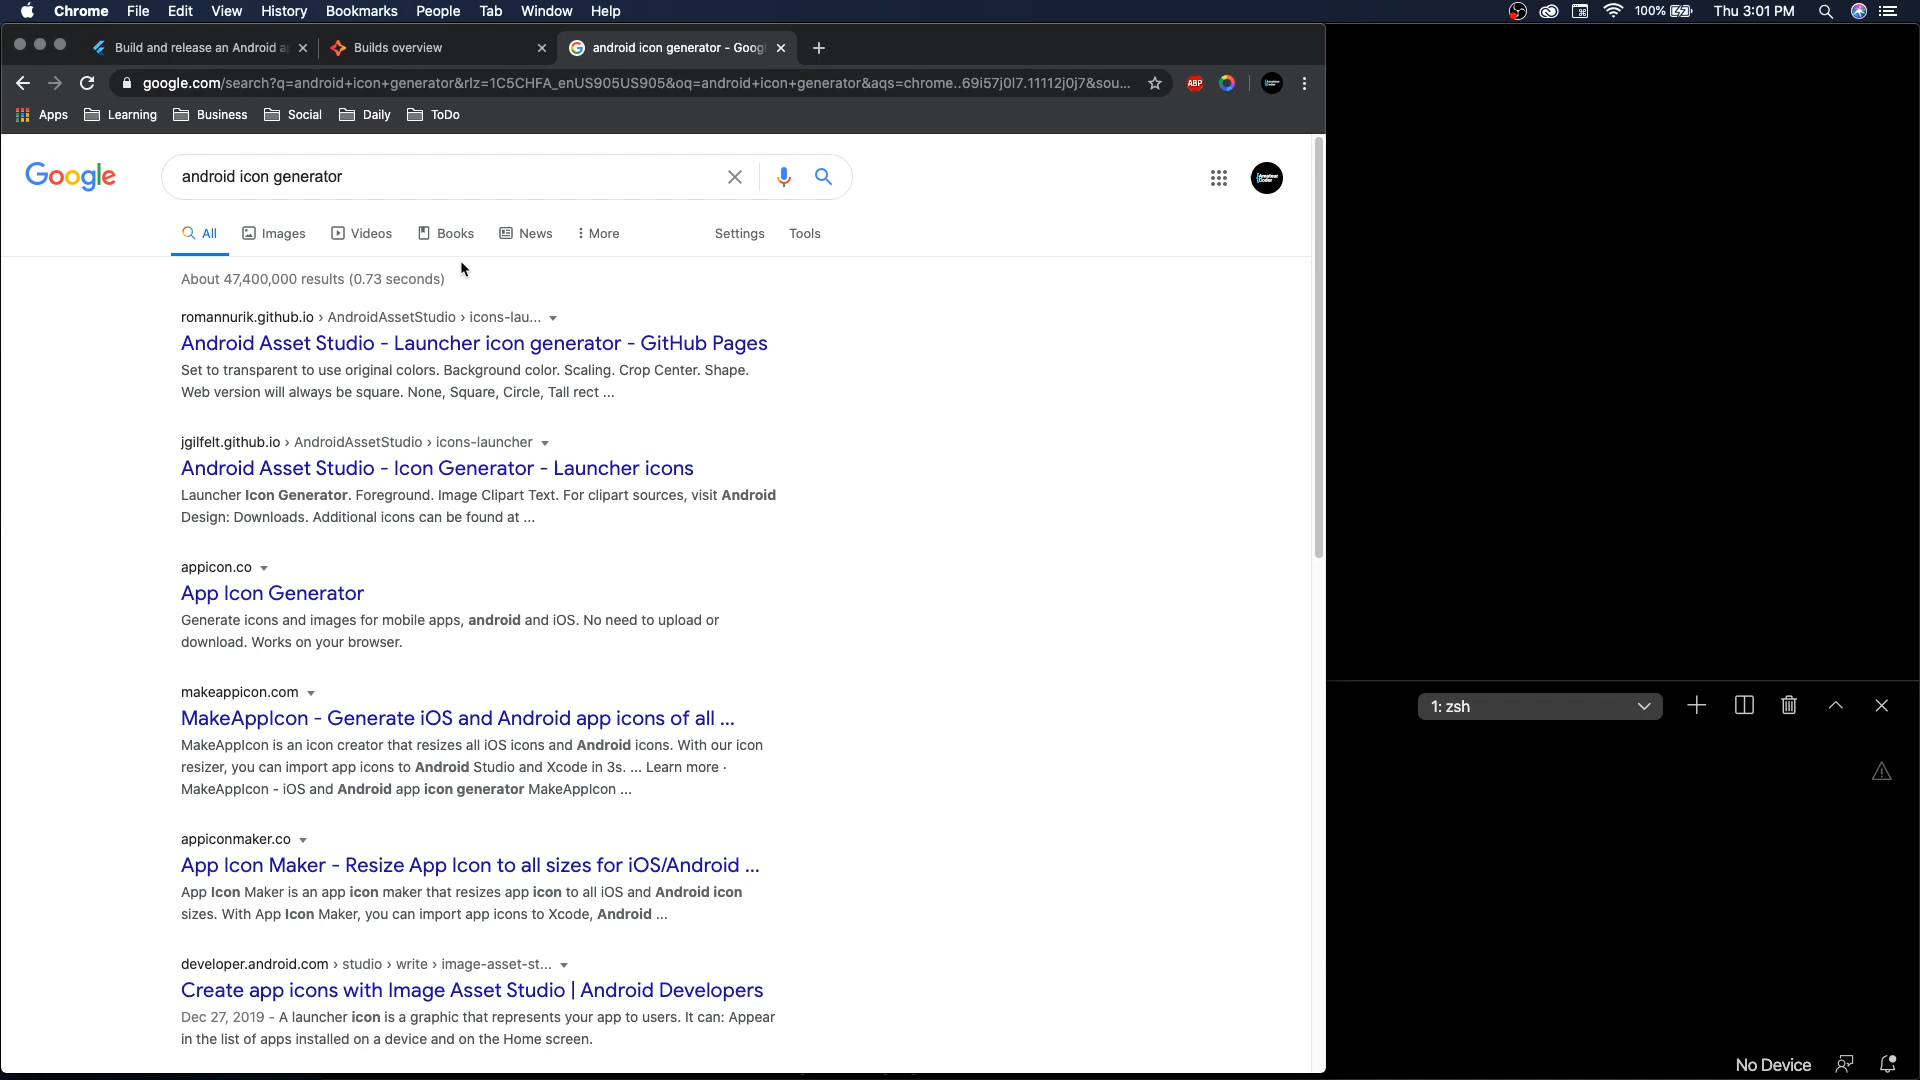 Chrome File Edit View History Bookmarks People Tab Window Help 100% Thu 3:01 PM
Build and release an Android a
Builds overview
android icon generator - Goog
google.com/search?q=android+icon+generator&rlz=1C5CHFA_enUS905US905&oq=android+icon+generator&aqs=chrome..69i57j0l7.11112j0j7&sou...
ABP
Apps Learning Business Social Daily ToDo
Google
android icon generator
All Images Videos Books News More Settings Tools
About 47,400,000 results (0.73 seconds)
romannurik.github.io › AndroidAssetStudio › icons-lau...
Android Asset Studio - Launcher icon generator - GitHub Pages
Set to transparent to use original colors. Background color. Scaling. Crop Center. Shape.
Web version will always be square. None, Square, Circle, Tall rect ...
jgilfelt.github.io › AndroidAssetStudio › icons-launcher
Android Asset Studio - Icon Generator - Launcher icons
Launcher Icon Generator. Foreground. Image Clipart Text. For clipart sources, visit Android
Design: Downloads. Additional icons can be found at ...
appicon.co
App Icon Generator
Generate icons and images for mobile apps, android and iOS. No need to upload or
download. Works on your browser.
makeappicon.com
MakeAppIcon - Generate iOS and Android app icons of all ...
MakeAppIcon is an icon creator that resizes all iOS icons and Android icons. With our icon
resizer, you can import app icons to Android Studio and Xcode in 3s. ... Learn more ·
MakeAppIcon - iOS and Android app icon generator MakeAppIcon ...
appiconmaker.co
App Icon Maker - Resize App Icon to all sizes for iOS/Android ...
App Icon Maker is an app icon maker that resizes app icon to all iOS and Android icon
sizes. With App Icon Maker, you can import app icons to Xcode, Android ...
developer.android.com › studio › write › image-asset-st...
Create app icons with Image Asset Studio | Android Developers
Dec 27, 2019 - A launcher icon is a graphic that represents your app to users. It can: Appear
in the list of apps installed on a device and on the Home screen.
1: zsh
No Device